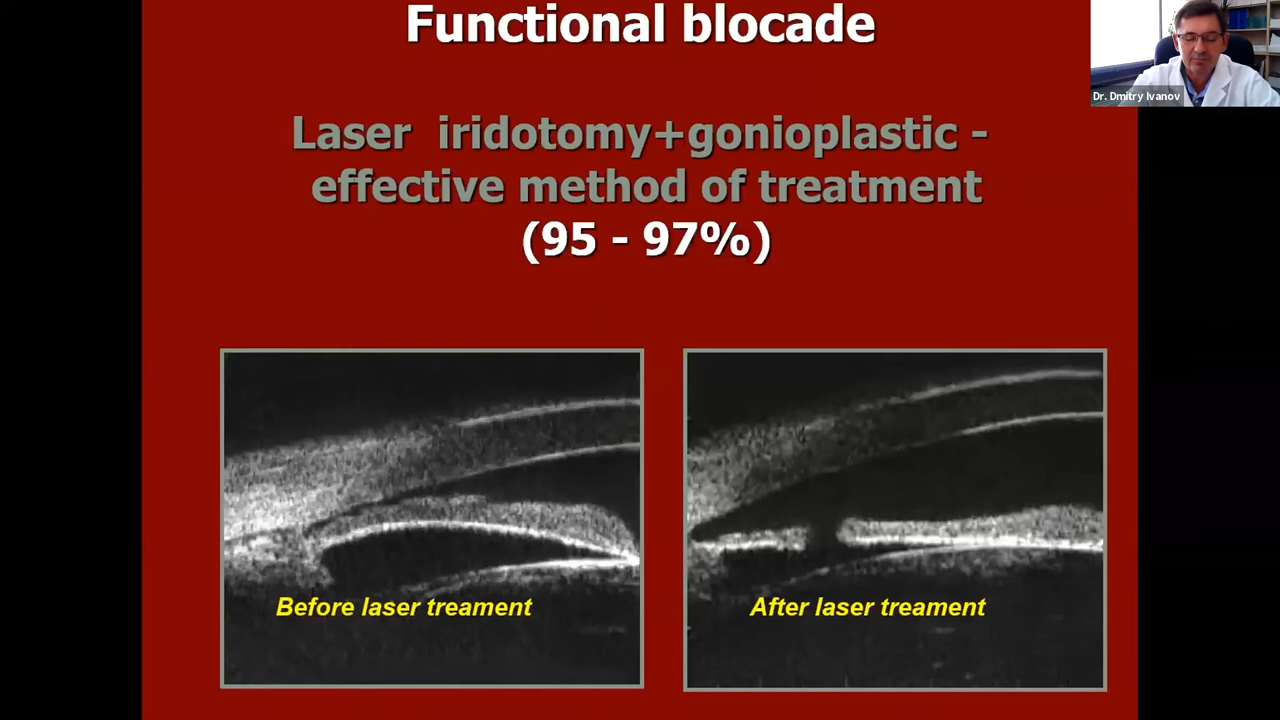 Functional blocade
Dr. Dmitry Ivanov
Laser iridotomy+gonioplastic -
effective method of treatment
(95 - 97%)
Before laser treament
After laser treament